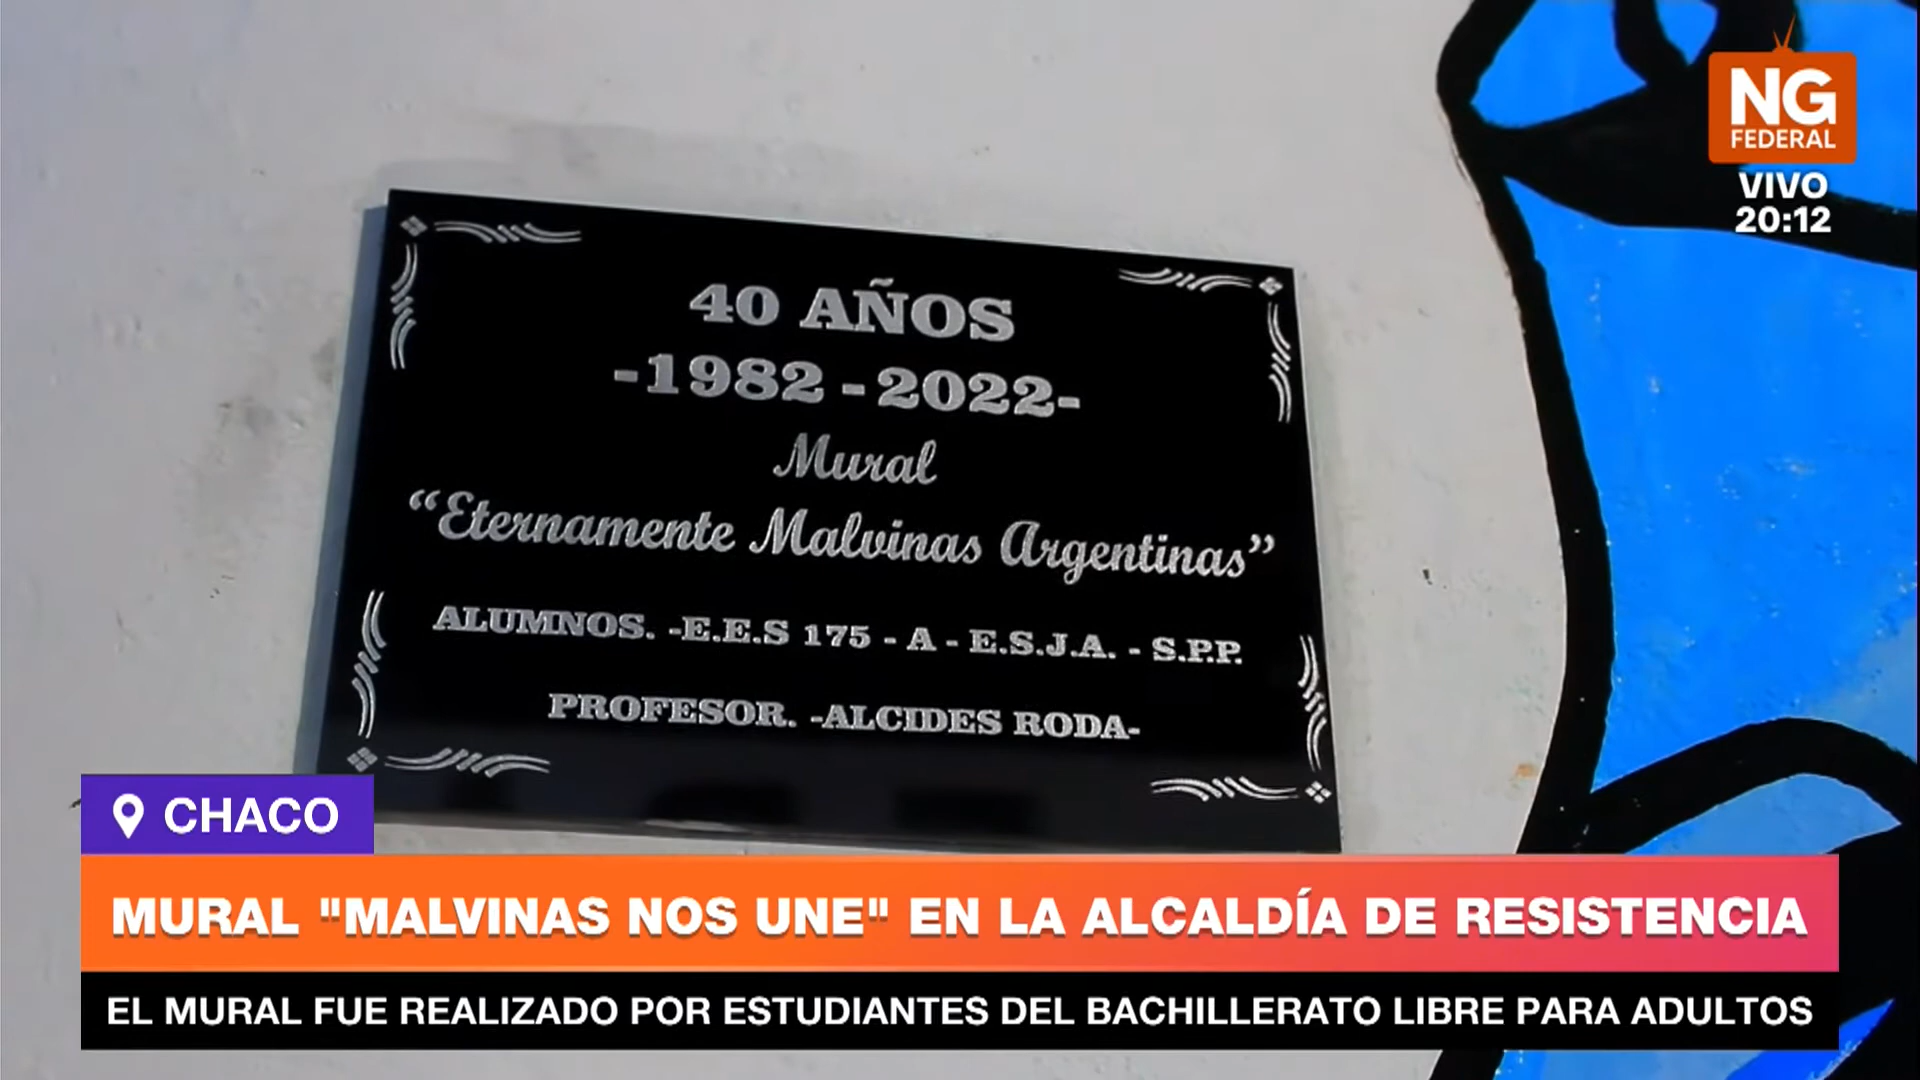 NG
FEDERAL
VIVO
20:12
40 AÑOS
-1982 - 2022-
Mural
“Eternamente Malvinas Argentinas”
ALUMNOS. -E.E.S 175 - A - E.S.J.A. - S.P.P.
PROFESOR. -ALCIDES RODA-
CHACO
MURAL "MALVINAS NOS UNE" EN LA ALCALDÍA DE RESISTENCIA
EL MURAL FUE REALIZADO POR ESTUDIANTES DEL BACHILLERATO LIBRE PARA ADULTOS